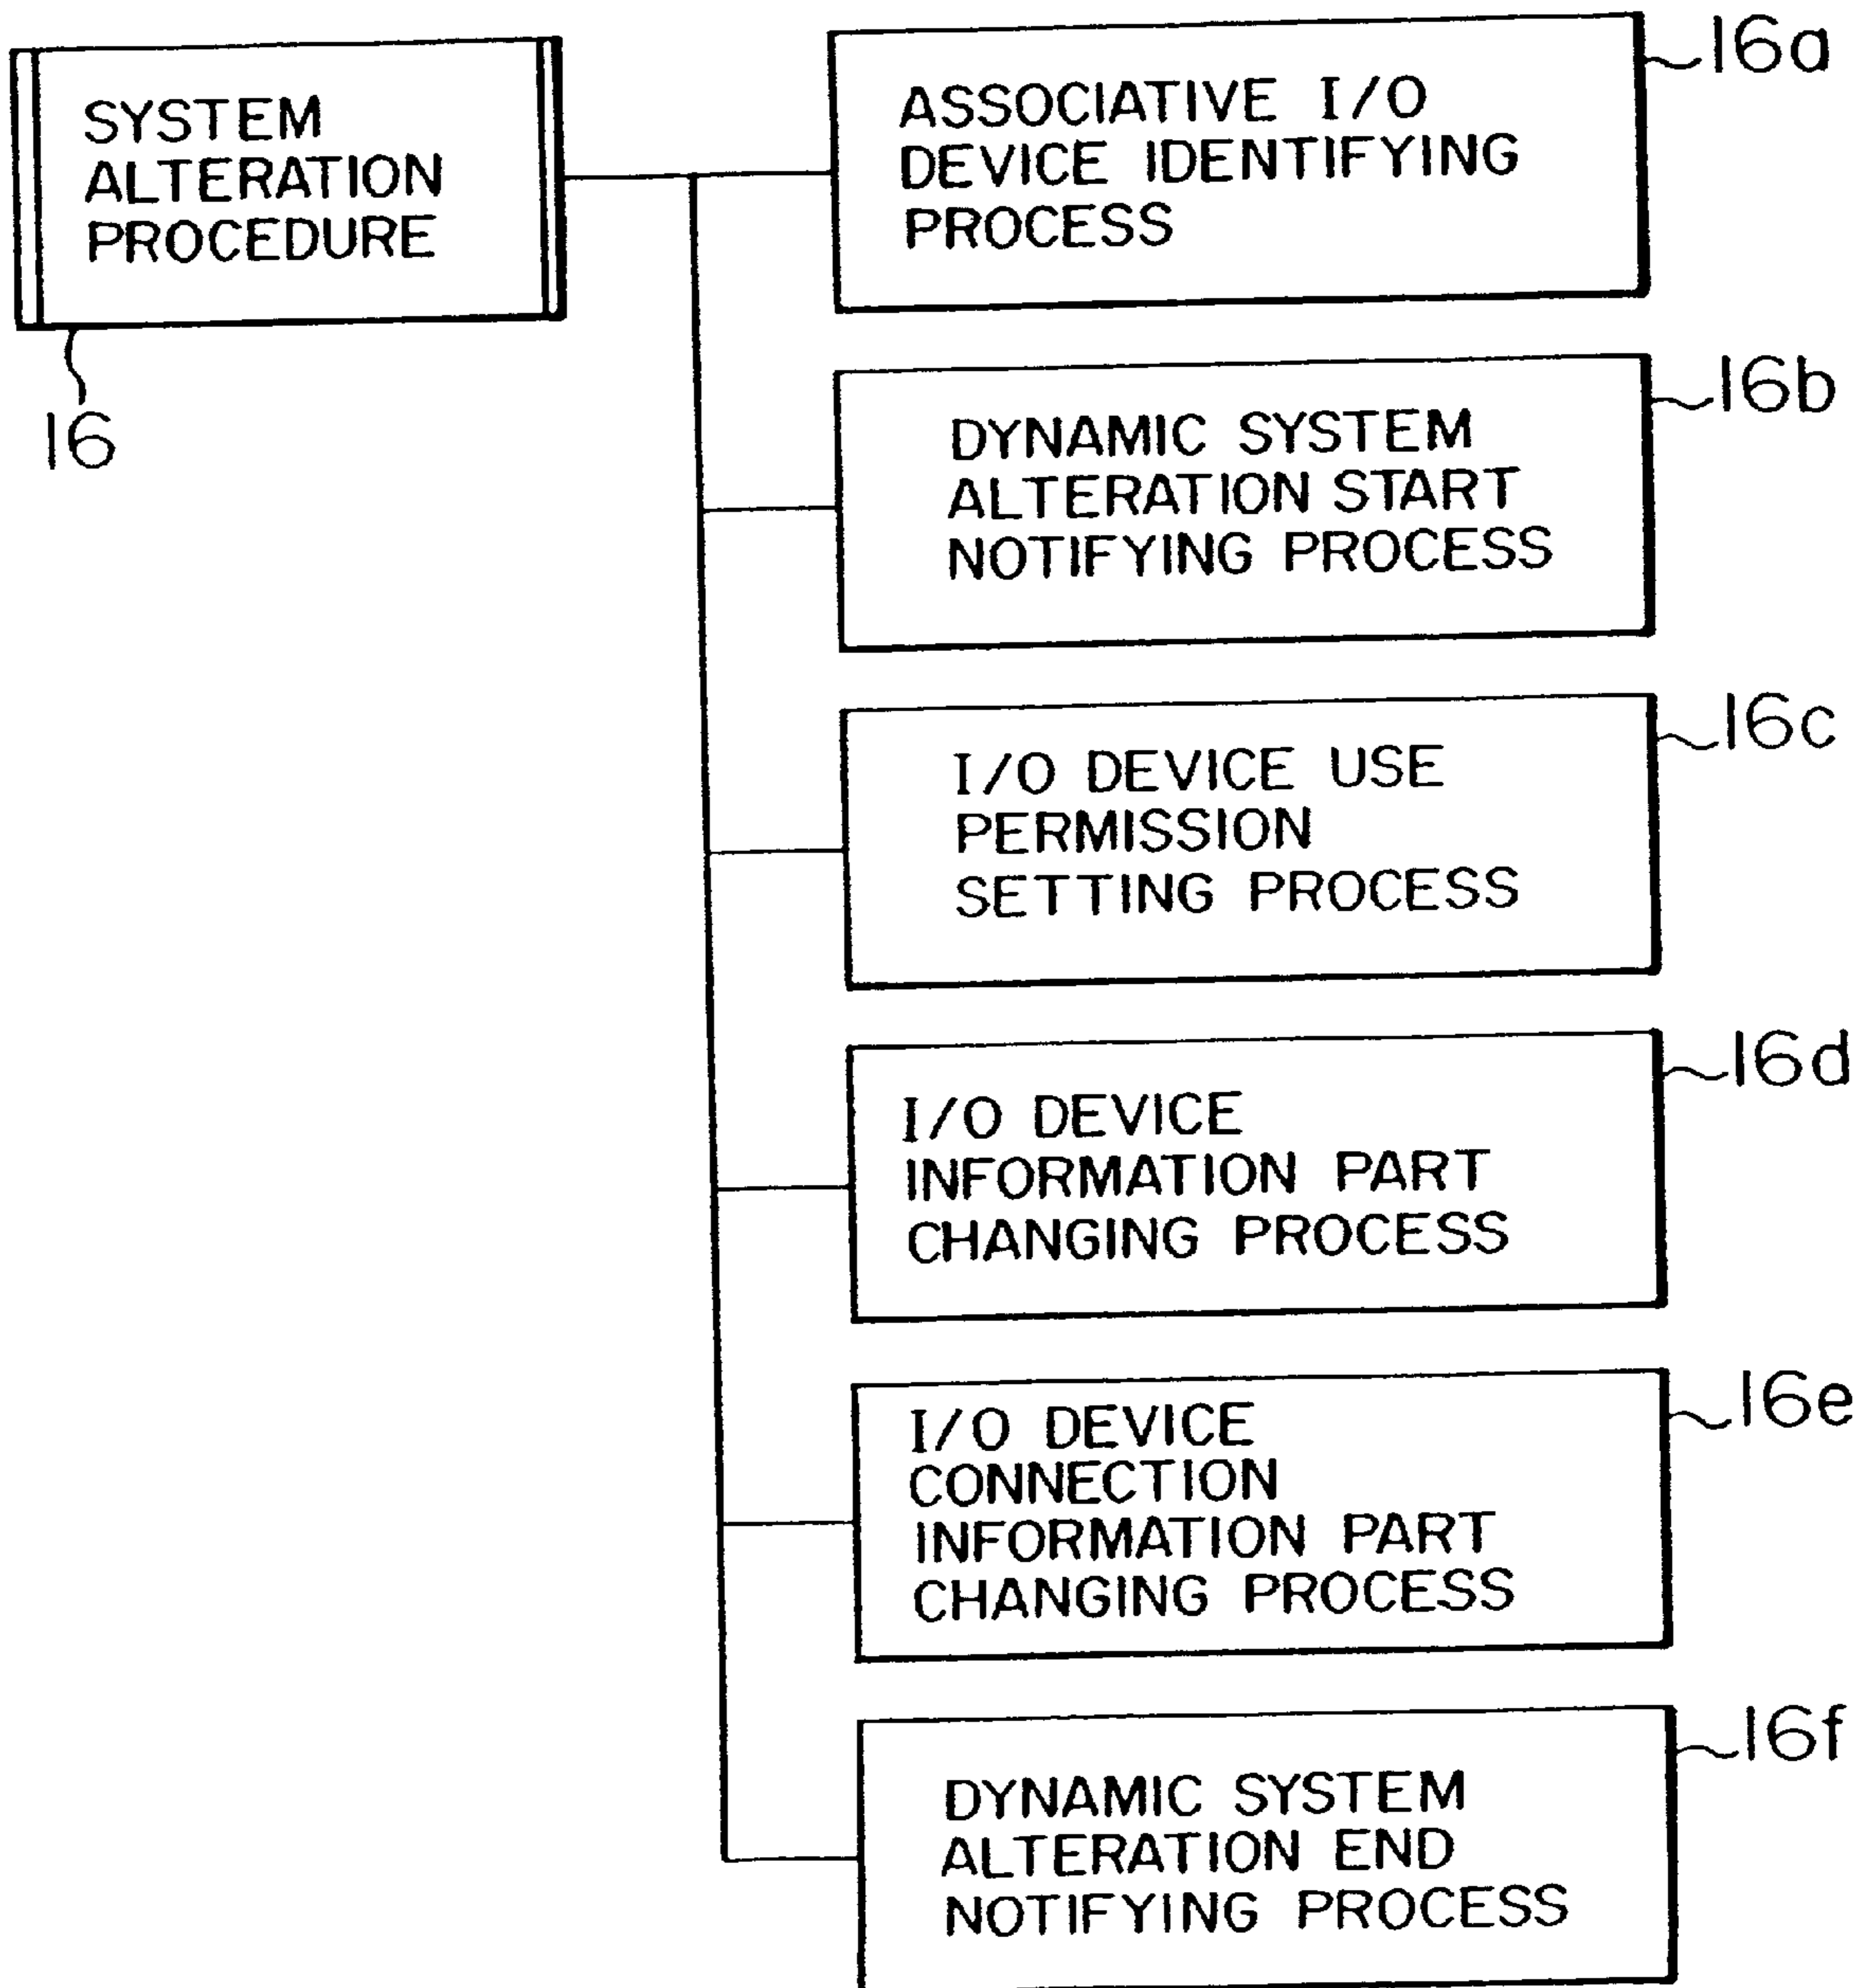 SYSTEM
ALTERATION
PROCEDURE
16
ASSOCIATIVE I/O
DEVICE IDENTIFYING
PROCESS
16a
DYNAMIC SYSTEM
ALTERATION START
NOTIFYING PROCESS
16b
I/O DEVICE USE
PERMISSION
SETTING PROCESS
16c
I/O DEVICE
INFORMATION PART
CHANGING PROCESS
16d
I/O DEVICE
CONNECTION
INFORMATION PART
CHANGING PROCESS
16e
DYNAMIC SYSTEM
ALTERATION END
NOTIFYING PROCESS
16f